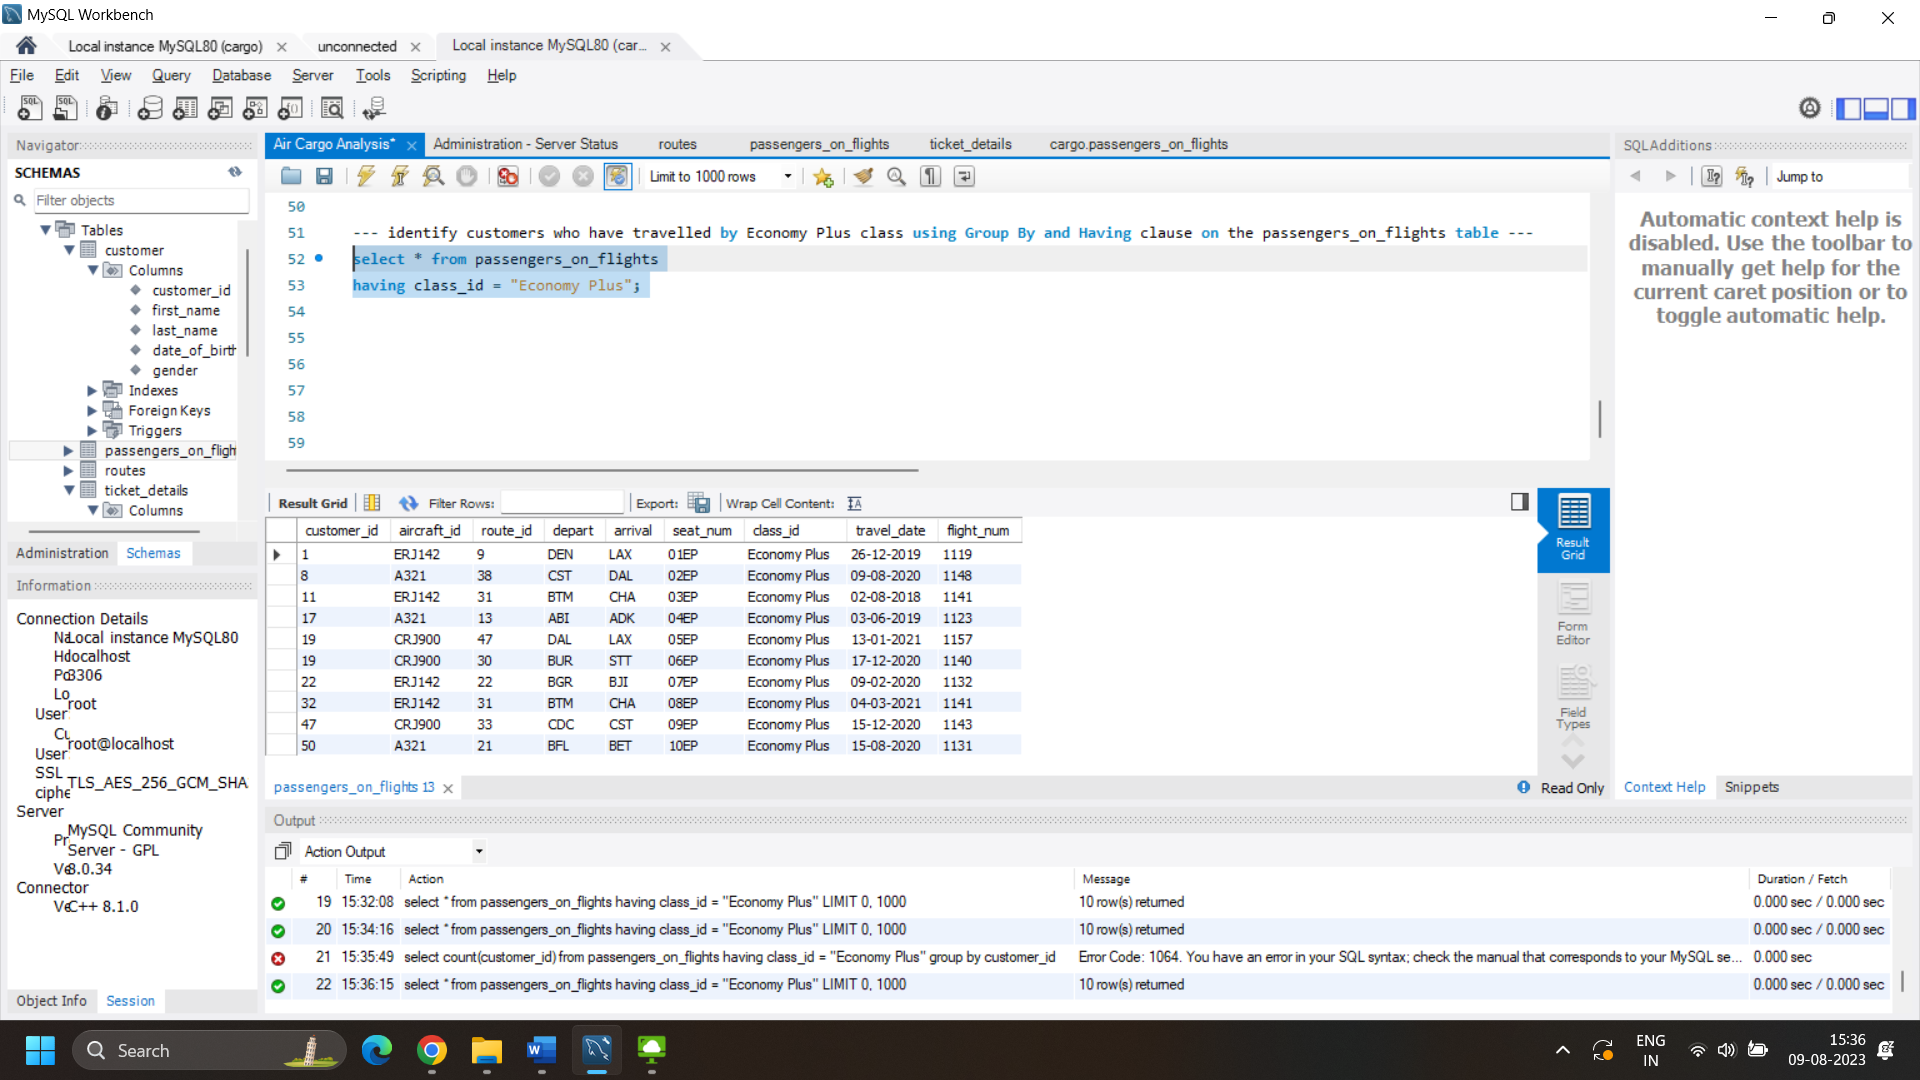 MySQL Workbench
Local instance MySQL80 (cargo)
unconnected
Local instance MySQL80 (car...
File Edit View Query Database Server Tools Scripting Help
Navigator
SCHEMAS
Filter objects
Tables
customer
Columns
customer_id
first_name
last_name
date_of_birth
gender
Indexes
Foreign Keys
Triggers
passengers_on_fligh
routes
ticket_details
Columns
Administration Schemas
Information
Connection Details
Local instance MySQL80
localhost
3306
root
User
root@localhost
User
SSL
TLS_AES_256_GCM_SHA
ciphe
Server
MySQL Community
Server - GPL
8.0.34
Connector
C++ 8.1.0
Object Info Session
Air Cargo Analysis* Administration - Server Status routes passengers_on_flights ticket_details cargo.passengers_on_flights
Limit to 1000 rows
50
51 --- identify customers who have travelled by Economy Plus class using Group By and Having clause on the passengers_on_flights table ---
52 select * from passengers_on_flights
53 having class_id = "Economy Plus";
54
55
56
57
58
59
Result Grid Filter Rows: Export: Wrap Cell Content:
customer_id aircraft_id route_id depart arrival seat_num class_id travel_date flight_num
1 ERJ142 9 DEN LAX 01EP Economy Plus 26-12-2019 1119
8 A321 38 CST DAL 02EP Economy Plus 09-08-2020 1148
11 ERJ142 31 BTM CHA 03EP Economy Plus 02-08-2018 1141
17 A321 13 ABI ADK 04EP Economy Plus 03-06-2019 1123
19 CRJ900 47 DAL LAX 05EP Economy Plus 13-01-2021 1157
19 CRJ900 30 BUR STT 06EP Economy Plus 17-12-2020 1140
22 ERJ142 22 BGR BJI 07EP Economy Plus 09-02-2020 1132
32 ERJ142 31 BTM CHA 08EP Economy Plus 04-03-2021 1141
47 CRJ900 33 CDC CST 09EP Economy Plus 15-12-2020 1143
50 A321 21 BFL BET 10EP Economy Plus 15-08-2020 1131
Result
Grid
Form
Editor
Field
Types
passengers_on_flights 13
Read Only
Output
Action Output
# Time Action Message Duration / Fetch
19 15:32:08 select * from passengers_on_flights having class_id = "Economy Plus" LIMIT 0, 1000 10 row(s) returned 0.000 sec / 0.000 sec
20 15:34:16 select * from passengers_on_flights having class_id = "Economy Plus" LIMIT 0, 1000 10 row(s) returned 0.000 sec / 0.000 sec
21 15:35:49 select count(customer_id) from passengers_on_flights having class_id = "Economy Plus" group by customer_id Error Code: 1064. You have an error in your SQL syntax; check the manual that corresponds to your MySQL se... 0.000 sec
22 15:36:15 select * from passengers_on_flights having class_id = "Economy Plus" LIMIT 0, 1000 10 row(s) returned 0.000 sec / 0.000 sec
SQLAdditions
Jump to
Automatic context help is
disabled. Use the toolbar to
manually get help for the
current caret position or to
toggle automatic help.
Context Help Snippets
Search
ENG
IN
15:36
09-08-2023